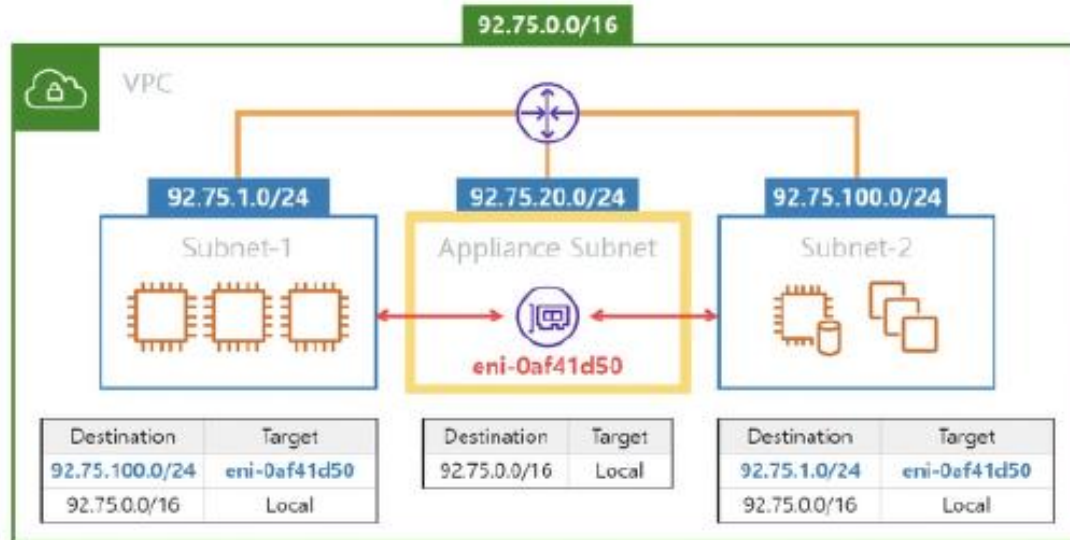 92.75.0.0/16
VPC
92.75.1.0/24
92.75.20.0/24
92.75.100.0/24
Subnet-1
Appliance Subnet
Subnet-2
eni-0af41d50
Destination Target
92.75.100.0/24 eni-0af41d50
92.75.0.0/16 Local
Destination Target
92.75.0.0/16 Local
Destination Target
92.75.1.0/24 eni-0af41d50
92.75.0.0/16 Local